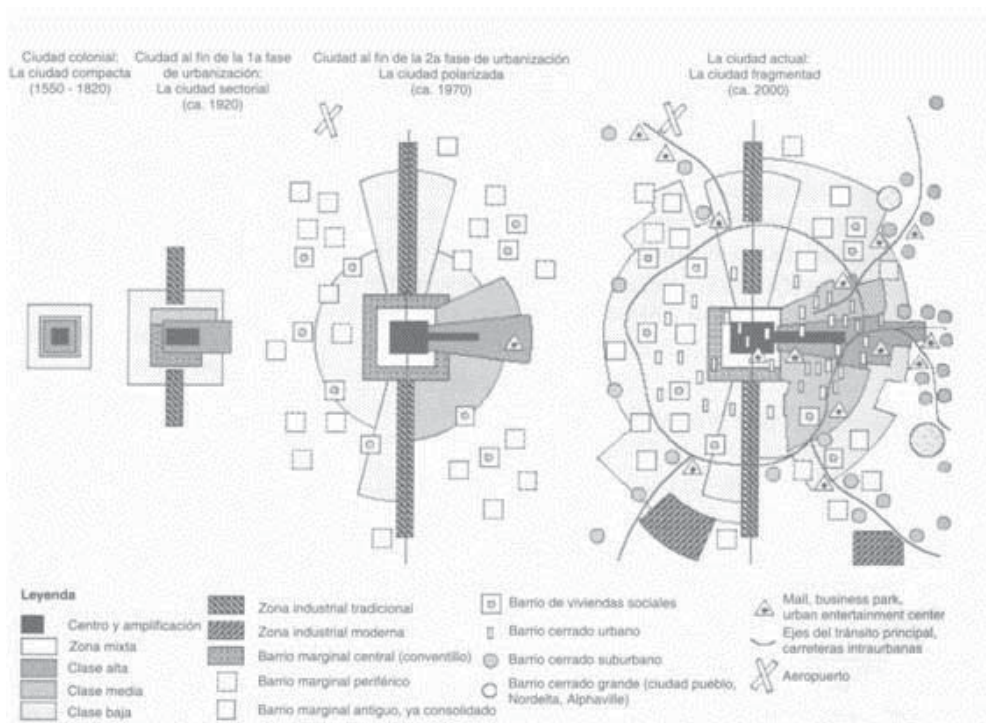 Ciudad colonial:
La ciudad compacta
(1550 - 1820)
Ciudad al fin de la 1a fase
de urbanización:
La ciudad sectorial
(ca. 1920)
Ciudad al fin de la 2a fase de urbanización
La ciudad polarizada
(ca. 1970)
La ciudad actual:
La ciudad fragmentad
(ca. 2000)
Leyenda
Centro y amplificación
Zona mixta
Clase alta
Clase media
Clase baja
Zona industrial tradicional
Zona industrial moderna
Barrio marginal central (conventillo)
Barrio marginal periférico
Barrio marginal antiguo, ya consolidado
Barrio de viviendas sociales
Barrio cerrado urbano
Barrio cerrado suburbano
Barrio cerrado grande (ciudad pueblo,
Nordelta, Alphaville)
Mall, business park,
urban entertainment center
Ejes del tránsito principal,
carreteras intraurbanas
Aeropuerto